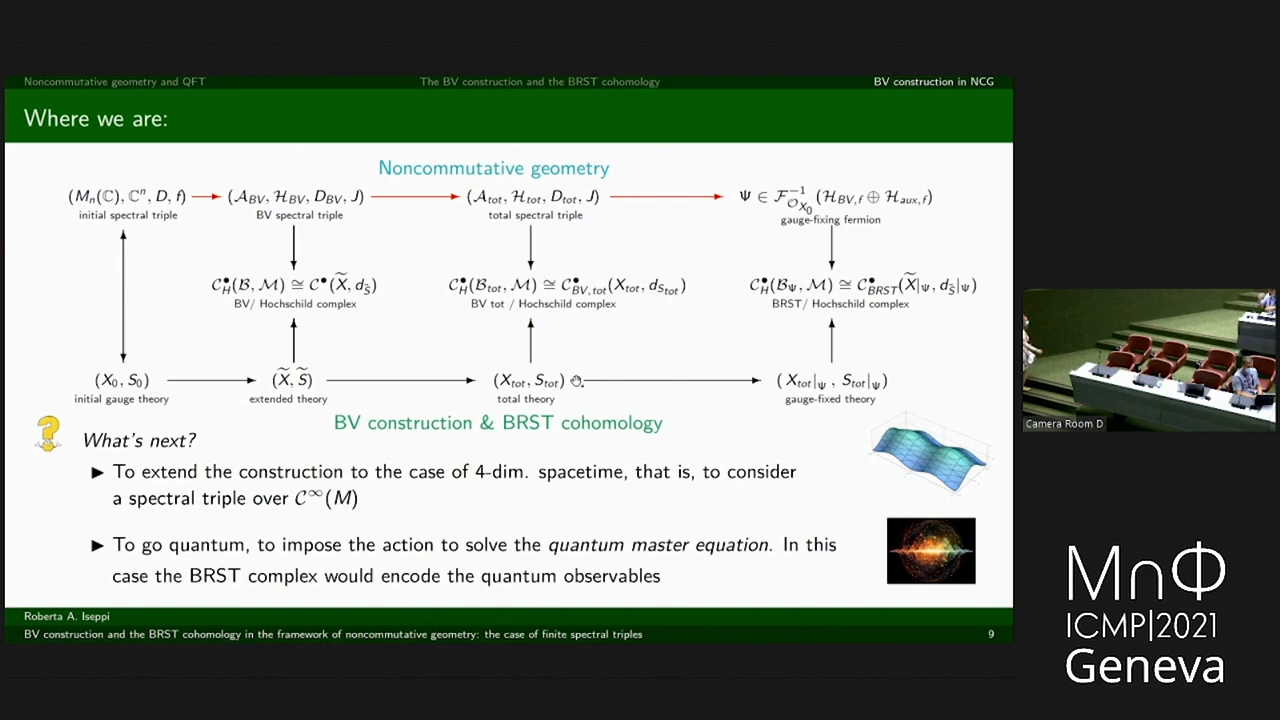 Noncommutative geometry and QFT The BV construction and the BRST cohomology BV construction in NCG
Where we are:
Noncommutative geometry
(Mₙ(ℂ), ℂⁿ, D, f) (𝒜_BV, ℋ_BV, D_BV, J) (𝒜_tot, ℋ_tot, D_tot, J) Ψ ∈ ℱ⁻¹_{𝒪_{X₀}}(ℋ_{BV,f} ⊕ ℋ_{aux,f})
initial spectral triple BV spectral triple total spectral triple gauge-fixing fermion
𝒞•_H(ℬ, ℳ) ≅ 𝒞•(X̃, d_S̃) 𝒞•_H(ℬ_tot, ℳ) ≅ 𝒞•_{BV,tot}(X_tot, d_{S_tot}) 𝒞•_H(ℬ_Ψ, ℳ) ≅ 𝒞•_BRST(X̃|_Ψ, d_S̃|_Ψ)
BV/ Hochschild complex BV tot / Hochschild complex BRST/ Hochschild complex
(X₀, S₀) (X̃, S̃) (X_tot, S_tot) (X_tot|_Ψ , S_tot|_Ψ)
initial gauge theory extended theory total theory gauge-fixed theory
BV construction & BRST cohomology
What's next?
► To extend the construction to the case of 4-dim. spacetime, that is, to consider
a spectral triple over 𝒞^∞(M)
► To go quantum, to impose the action to solve the quantum master equation. In this
case the BRST complex would encode the quantum observables
Roberta A. Iseppi
BV construction and the BRST cohomology in the framework of noncommutative geometry: the case of finite spectral triples 9
Camera Room D
M∩Φ
ICMP|2021
Geneva